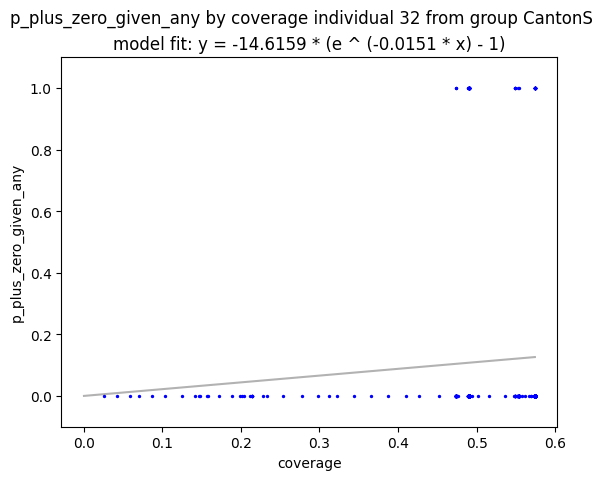 p_plus_zero_given_any by coverage individual 32 from group CantonS
model fit: y = -14.6159 * (e ^ (-0.0151 * x) - 1)
1.0
0.8
0.6
0.4
0.2
0.0
p_plus_zero_given_any
0.0 0.1 0.2 0.3 0.4 0.5 0.6
coverage